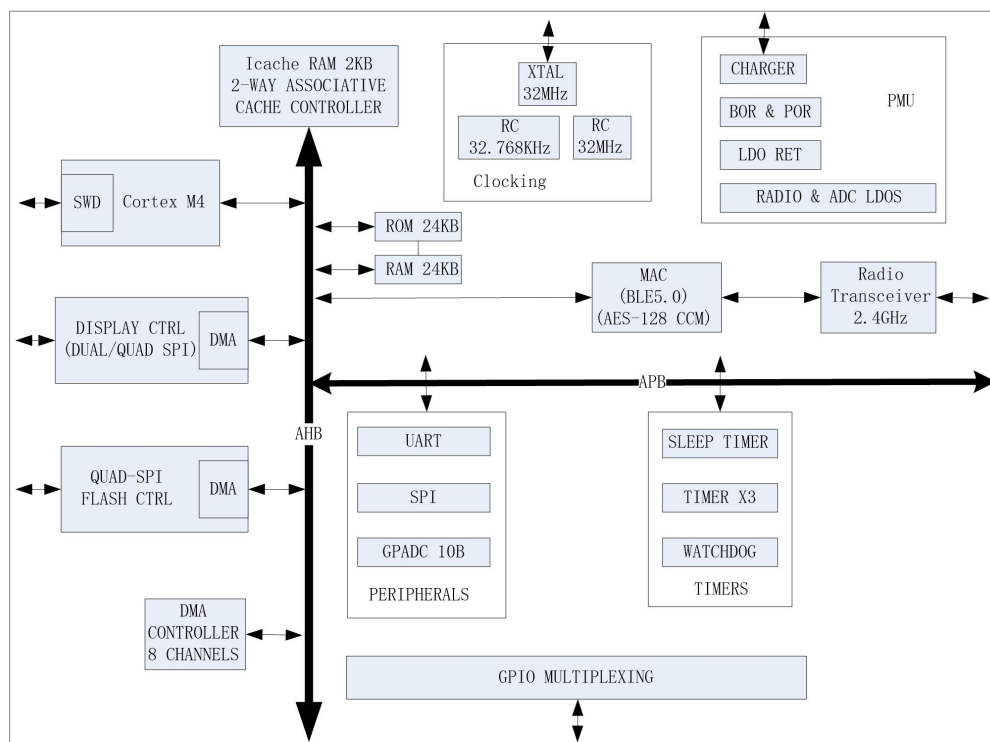 Icache RAM 2KB
2-WAY ASSOCIATIVE
CACHE CONTROLLER
XTAL
32MHz
RC
32.768KHz
RC
32MHz
Clocking
CHARGER
BOR & POR
LDO RET
RADIO & ADC LDOS
PMU
SWD
Cortex M4
ROM 24KB
RAM 24KB
MAC
(BLE5.0)
(AES-128 CCM)
Radio
Transceiver
2.4GHz
DISPLAY CTRL
(DUAL/QUAD SPI)
DMA
APB
AHB
QUAD-SPI
FLASH CTRL
DMA
UART
SPI
GPADC 10B
PERIPHERALS
SLEEP TIMER
TIMER X3
WATCHDOG
TIMERS
DMA
CONTROLLER
8 CHANNELS
GPIO MULTIPLEXING